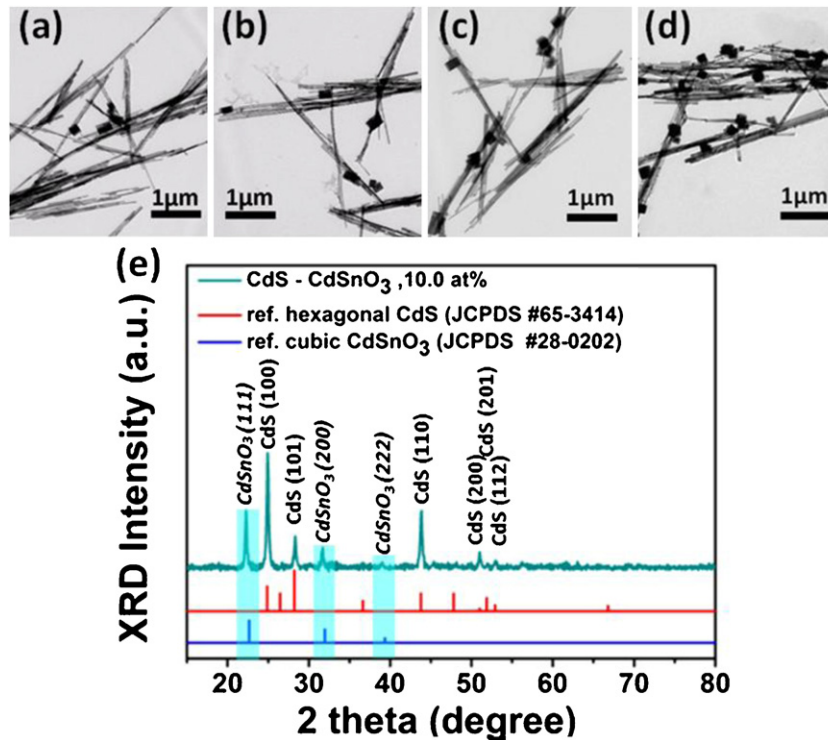 (a)
(b)
(c)
(d)
1μm
1μm
1μm
1μm
(e)
CdS - CdSnO₃ ,10.0 at%
ref. hexagonal CdS (JCPDS #65-3414)
ref. cubic CdSnO₃ (JCPDS #28-0202)
XRD Intensity (a.u.)
CdSnO₃(111)
CdS (100)
CdS (101)
CdSnO₃(200)
CdSnO₃(222)
CdS (110)
CdS (200)
CdS (201)
CdS (112)
20
30
40
50
60
70
80
2 theta (degree)